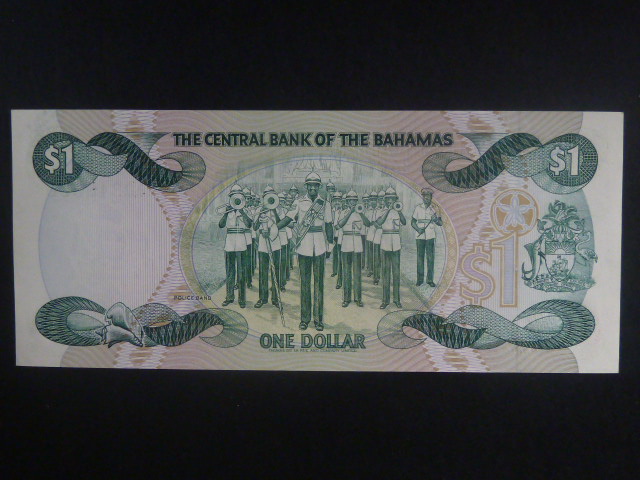 THE CENTRAL BANK OF THE BAHAMAS
$1 $1
$1
POLICE BAND
ONE DOLLAR